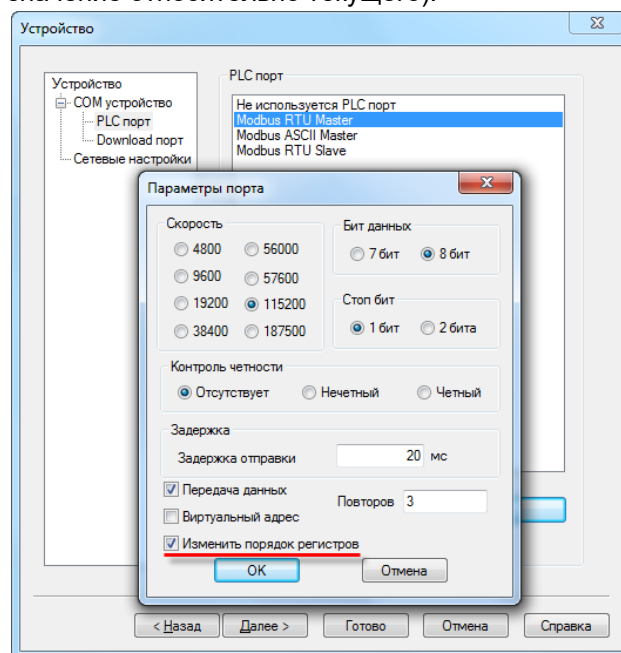 значение относительно текущего).
Устройство
Устройство
COM устройство
PLC порт
Download порт
Сетевые настройки
PLC порт
Не используется PLC порт
Modbus RTU Master
Modbus ASCII Master
Modbus RTU Slave
Параметры порта
Скорость
4800 56000
9600 57600
19200 115200
38400 187500
Бит данных
7 бит 8 бит
Стоп бит
1 бит 2 бита
Контроль четности
Отсутствует Нечетный Четный
Задержка
Задержка отправки 20 мс
Передача данных
Повторов 3
Виртуальный адрес
Изменить порядок регистров
OK Отмена
< Назад Далее > Готово Отмена Справка